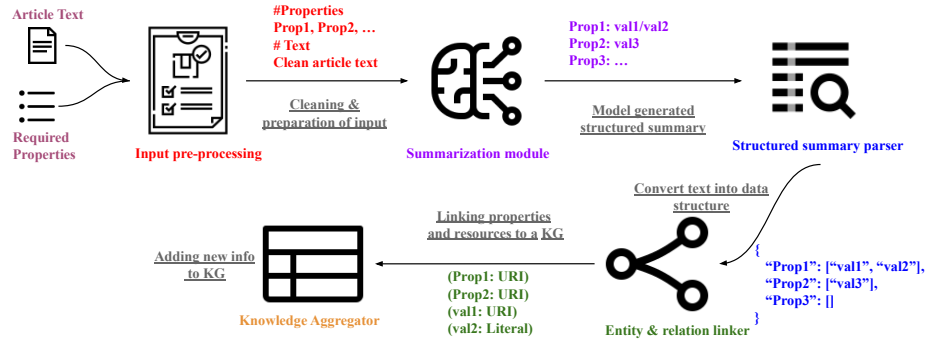 Article Text
Required
Properties
Input pre-processing
#Properties
Prop1, Prop2, …
# Text
Clean article text
Cleaning &
preparation of input
Summarization module
Prop1: val1/val2
Prop2: val3
Prop3: …
Model generated
structured summary
Structured summary parser
Convert text into data
structure
{
“Prop1”: [“val1”, “val2”],
“Prop2”: [“val3”],
“Prop3”: []
}
Entity & relation linker
Linking properties
and resources to a KG
(Prop1: URI)
(Prop2: URI)
(val1: URI)
(val2: Literal)
Knowledge Aggregator
Adding new info
to KG